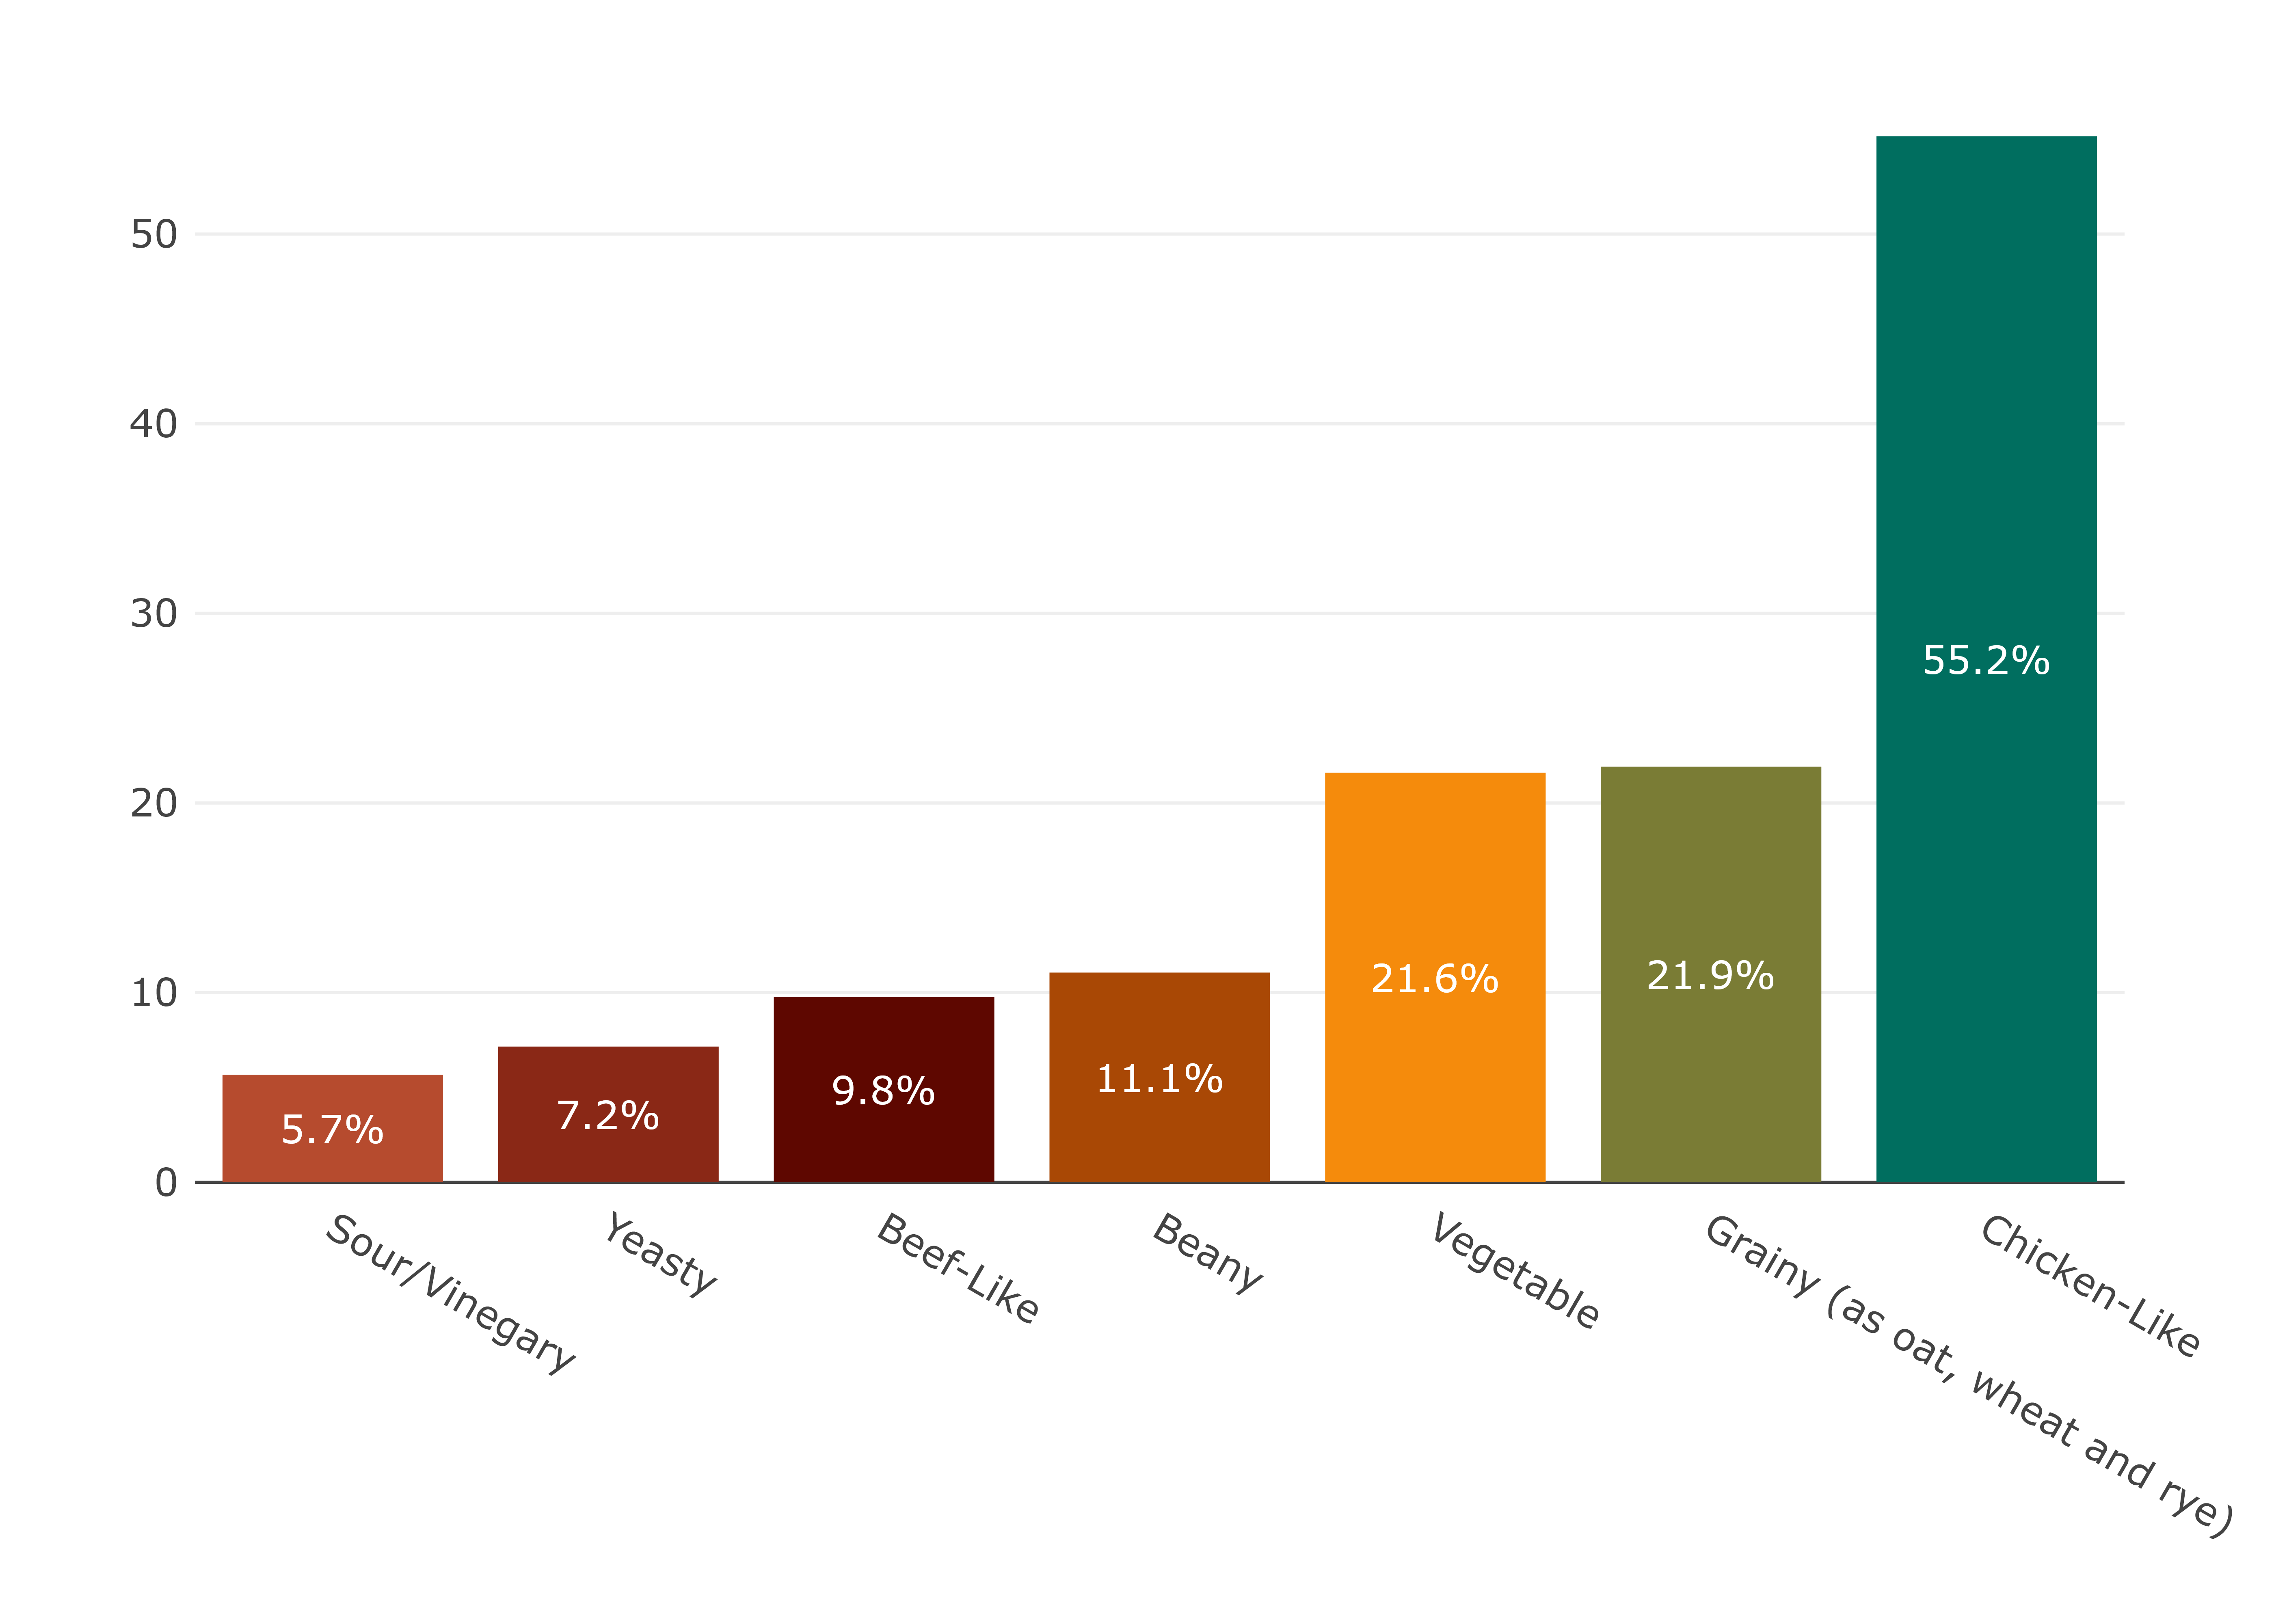 50
40
30
20
10
0
5.7%
7.2%
9.8%
11.1%
21.6%
21.9%
55.2%
Sour/Vinegary
Yeasty
Beef-Like
Beany
Vegetable
Grainy (as oat, wheat and rye)
Chicken-Like